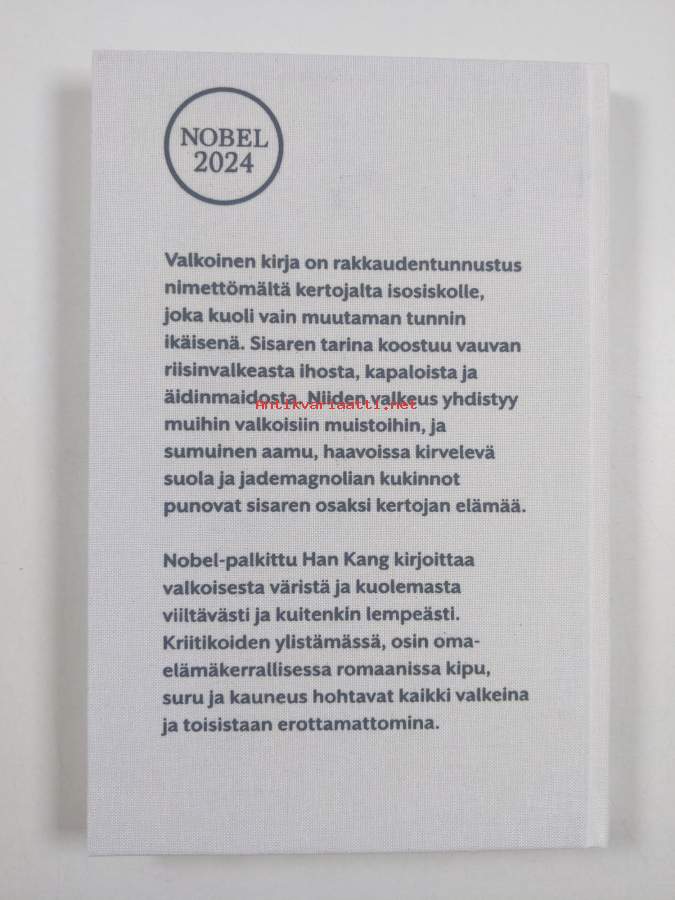 NOBEL
2024
Valkoinen kirja on rakkaudentunnustus
nimettömältä kertojalta isosiskolle,
joka kuoli vain muutaman tunnin
ikäisenä. Sisaren tarina koostuu vauvan
riisinvalkeasta ihosta, kapaloista ja
äidinmaidosta. Niiden valkeus yhdistyy
Antikvariaatti.net
muihin valkoisiin muistoihin, ja
sumuinen aamu, haavoissa kirvelevä
suola ja jademagnolian kukinnot
punovat sisaren osaksi kertojan elämää.
Nobel-palkittu Han Kang kirjoittaa
valkoisesta väristä ja kuolemasta
viiltävästi ja kuitenkin lempeästi.
Kriitikoiden ylistämässä, osin oma-
elämäkerrallisessa romaanissa kipu,
suru ja kauneus hohtavat kaikki valkeina
ja toisistaan erottamattomina.